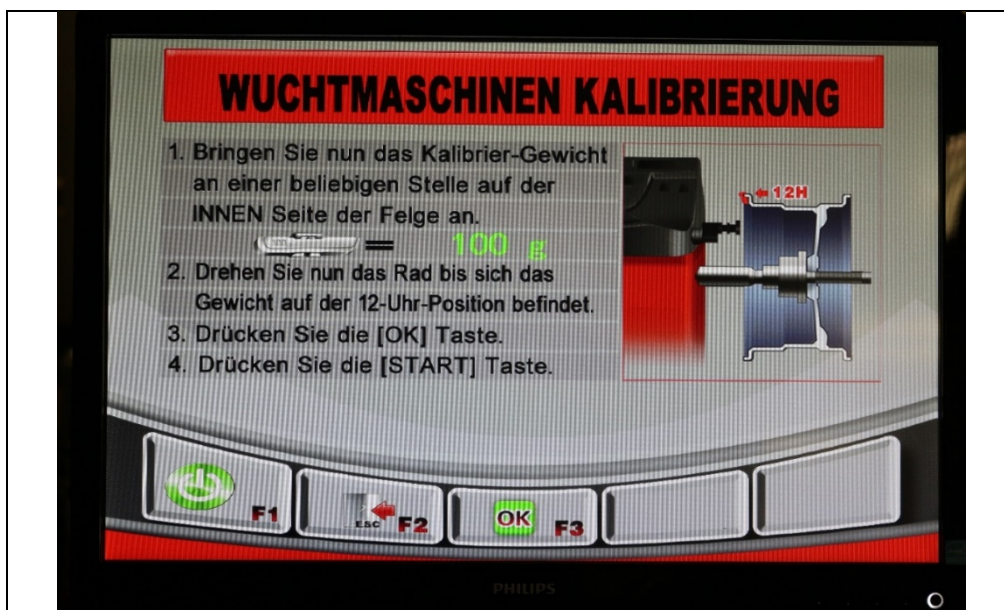 WUCHTMASCHINEN KALIBRIERUNG
1. Bringen Sie nun das Kalibrier-Gewicht
an einer beliebigen Stelle auf der
INNEN Seite der Felge an.
= 100 g
2. Drehen Sie nun das Rad bis sich das
Gewicht auf der 12-Uhr-Position befindet.
3. Drücken Sie die [OK] Taste.
4. Drücken Sie die [START] Taste.
12H
F1
ESC F2
OK F3
PHILIPS